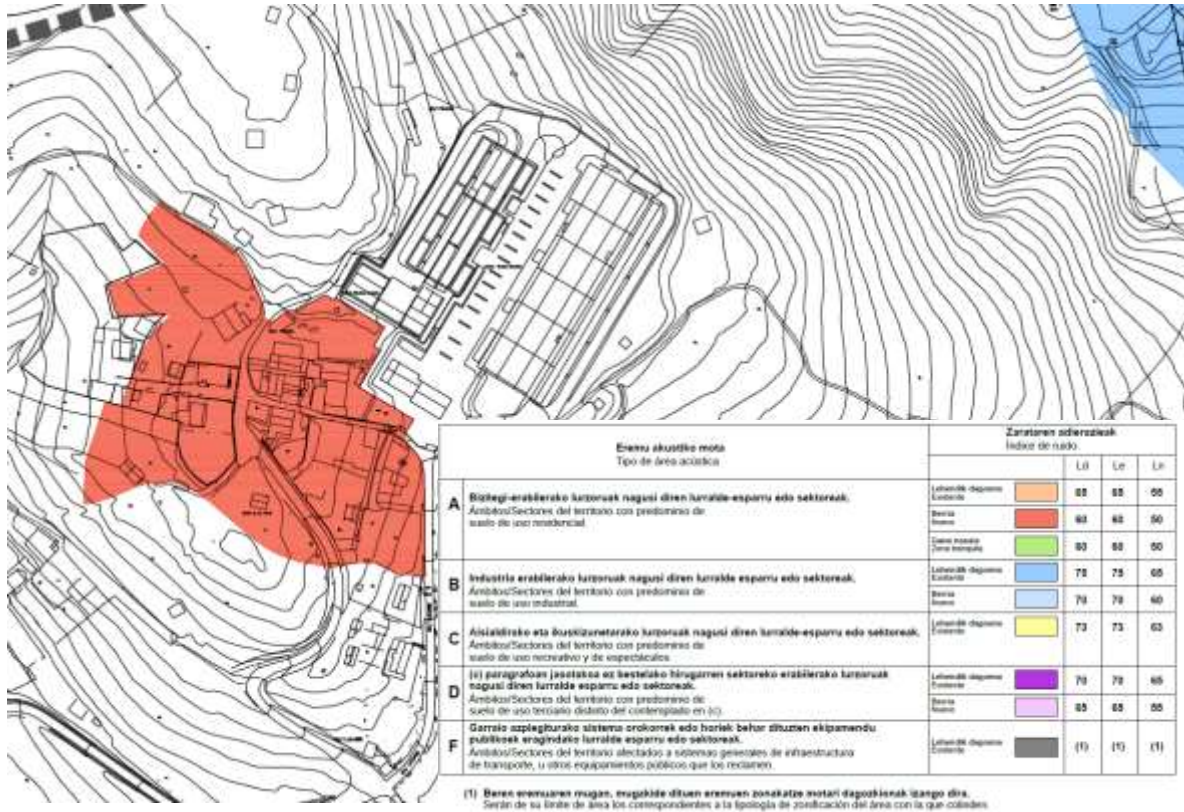 Eremu akustiko mota
Tipo de área acústica
Zarataren adierazleak
Índice de ruido.
Ld Le Ln
A
Bizitegi-erabilerako lurzoruak nagusi diren lurralde-esparru edo sektoreak.
Ámbitos/Sectores del territorio con predominio de
suelo de uso residencial.
Lehendik dagoena
Existente
65 65 55
Berria
Nuevo
60 60 50
Zona tranquila
60 60 50
B
Industria erabilerako lurzoruak nagusi diren lurralde esparru edo sektoreak.
Ámbitos/Sectores del territorio con predominio de
suelo de uso industrial.
Lehendik dagoena
Existente
75 75 65
Berria
Nuevo
70 70 60
C
Aisialdirako eta ikuskizunetarako lurzoruak nagusi diren lurralde-esparru edo sektoreak.
Ámbitos/Sectores del territorio con predominio de
suelo de uso recreativo y de espectáculos.
Lehendik dagoena
Existente
73 73 63
D
(c) paragrafoan jasotakoa ez bestelako hirugarren sektoreko erabilerako lurzoruak
nagusi diren lurralde esparru edo sektoreak.
Ámbitos/Sectores del territorio con predominio de
suelo de uso terciario distinto del contemplado en (c).
Lehendik dagoena
Existente
70 70 65
Berria
Nuevo
65 65 55
F
Garraio azpiegiturako sistema orokorrek edo horiek behar dituzten ekipamendu
publikoek eragindako lurralde esparru edo sektoreak.
Ámbitos/Sectores del territorio afectados a sistemas generales de infraestructura
de transporte, u otros equipamientos públicos que los reclamen.
Lehendik dagoena
Existente
(1) (1) (1)
(1) Beren eremuaren mugan, mugakide dituen eremuen zonakatze motari dagozkionak izango dira.
Serán de su límite de área los correspondientes a la tipología de zonificación del área con la que colinden